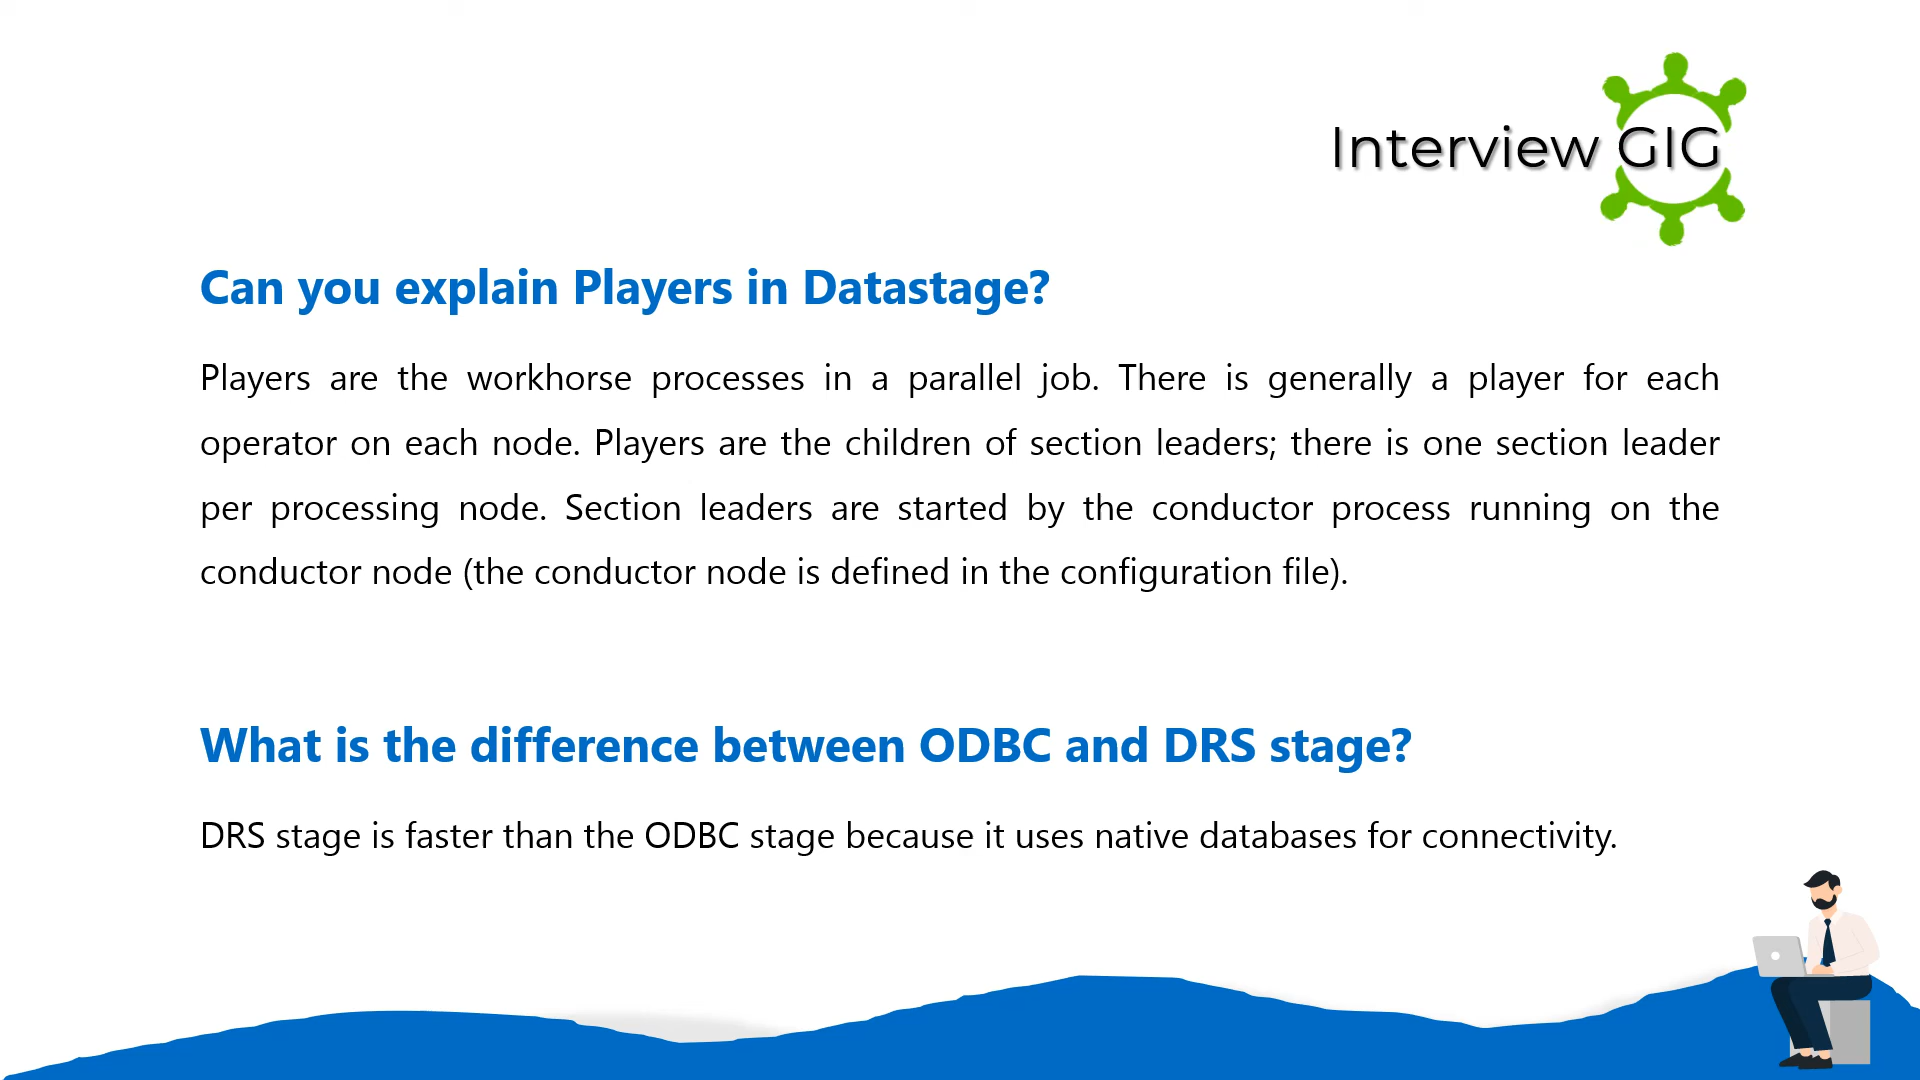 Interview GIG
Can you explain Players in Datastage?
Players are the workhorse processes in a parallel job. There is generally a player for each
operator on each node. Players are the children of section leaders; there is one section leader
per processing node. Section leaders are started by the conductor process running on the
conductor node (the conductor node is defined in the configuration file).
What is the difference between ODBC and DRS stage?
DRS stage is faster than the ODBC stage because it uses native databases for connectivity.